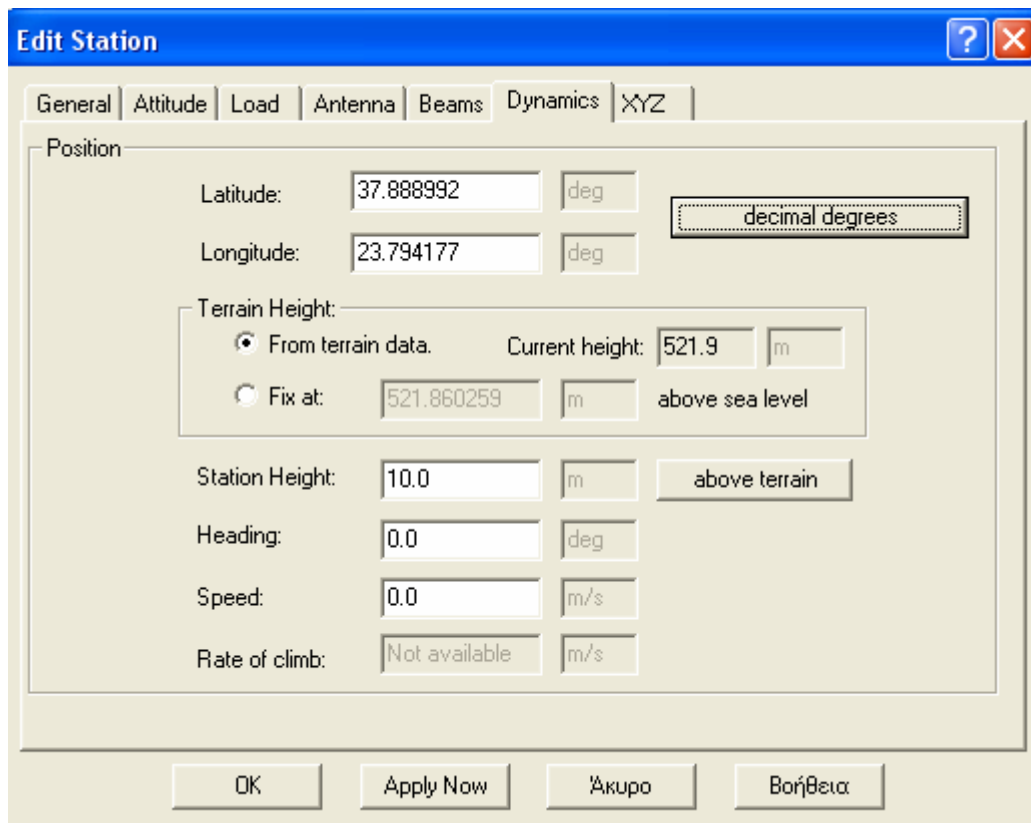 Edit Station
General Attitude Load Antenna Beams Dynamics XYZ
Position
Latitude: 37.888992 deg decimal degrees
Longitude: 23.794177 deg
Terrain Height:
From terrain data. Current height: 521.9 m
Fix at: 521.860259 m above sea level
Station Height: 10.0 m above terrain
Heading: 0.0 deg
Speed: 0.0 m/s
Rate of climb: Not available m/s
OK Apply Now Άκυρο Βοήθεια